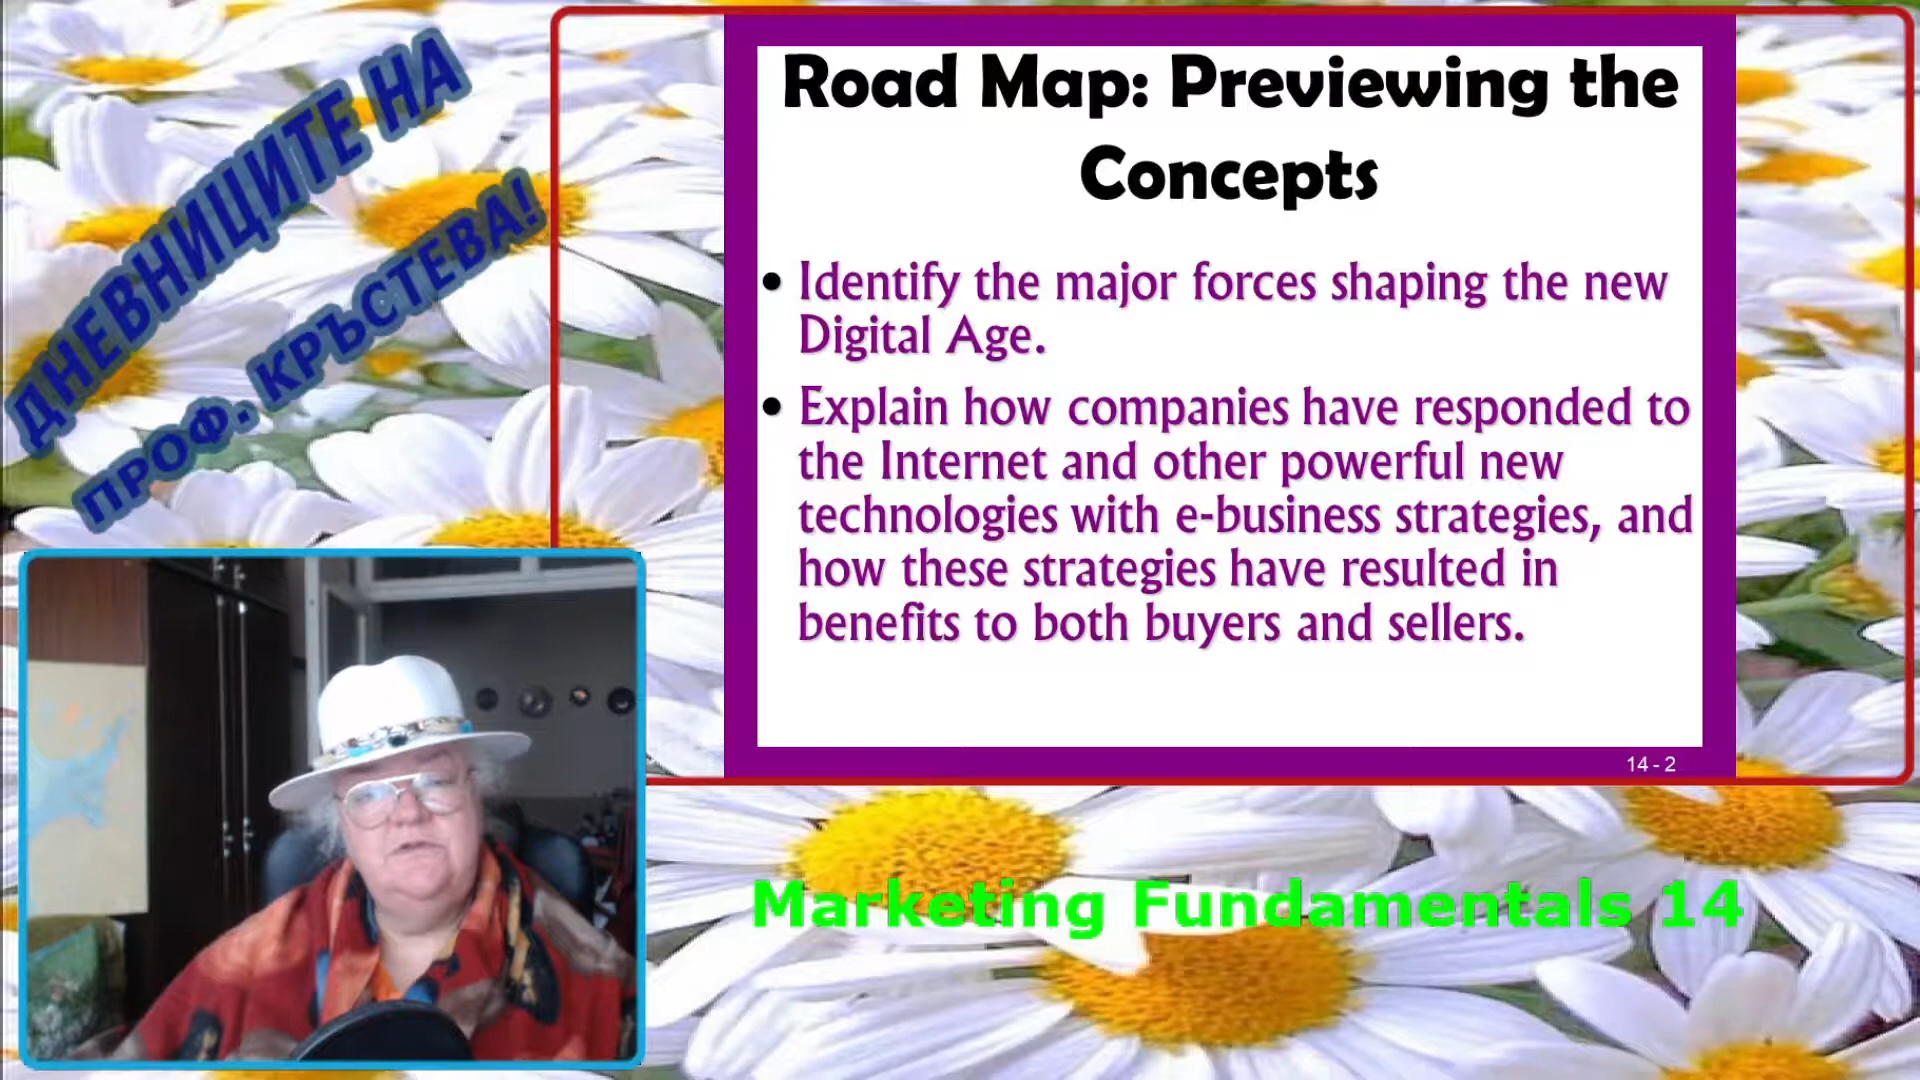 ДНЕВНИЦИТЕ НА
ПРОФ. КРЪСТЕВА!
Road Map: Previewing the
Concepts
• Identify the major forces shaping the new
Digital Age.
• Explain how companies have responded to
the Internet and other powerful new
technologies with e-business strategies, and
how these strategies have resulted in
benefits to both buyers and sellers.
14 - 2
Marketing Fundamentals 14